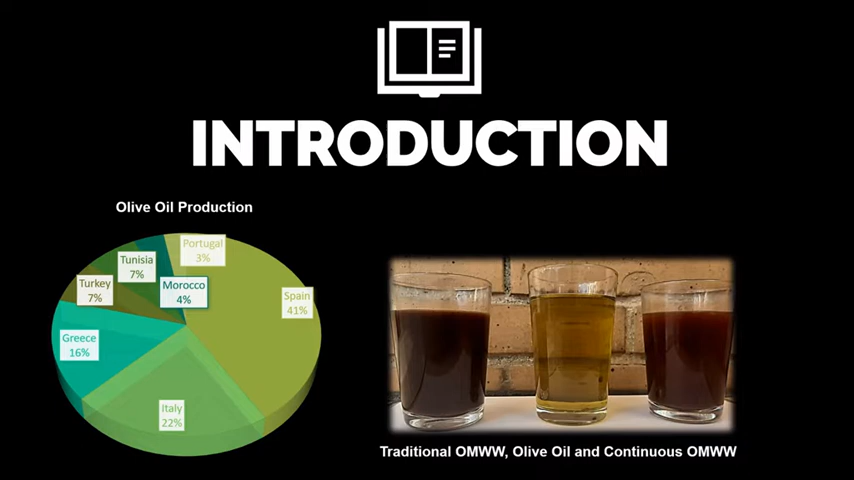 INTRODUCTION
Olive Oil Production
Portugal
3%
Tunisia
7%
Morocco
4%
Turkey
7%
Spain
41%
Greece
16%
Italy
22%
Traditional OMWW, Olive Oil and Continuous OMWW